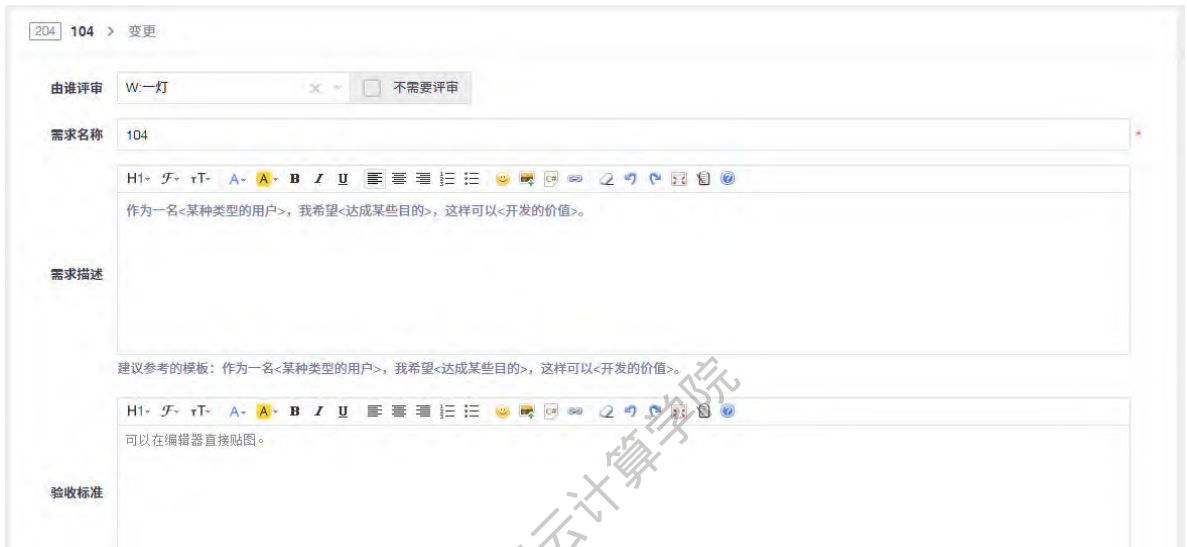 204 104 > 变更
由谁评审 W:一灯 不需要评审
需求名称 104 *
H1 F тT A A B I U
作为一名<某种类型的用户>，我希望<达成某些目的>，这样可以<开发的价值>。
需求描述
建议参考的模板：作为一名<某种类型的用户>，我希望<达成某些目的>，这样可以<开发的价值>。
H1 F тT A A B I U
可以在编辑器直接贴图。
验收标准
云计算学院